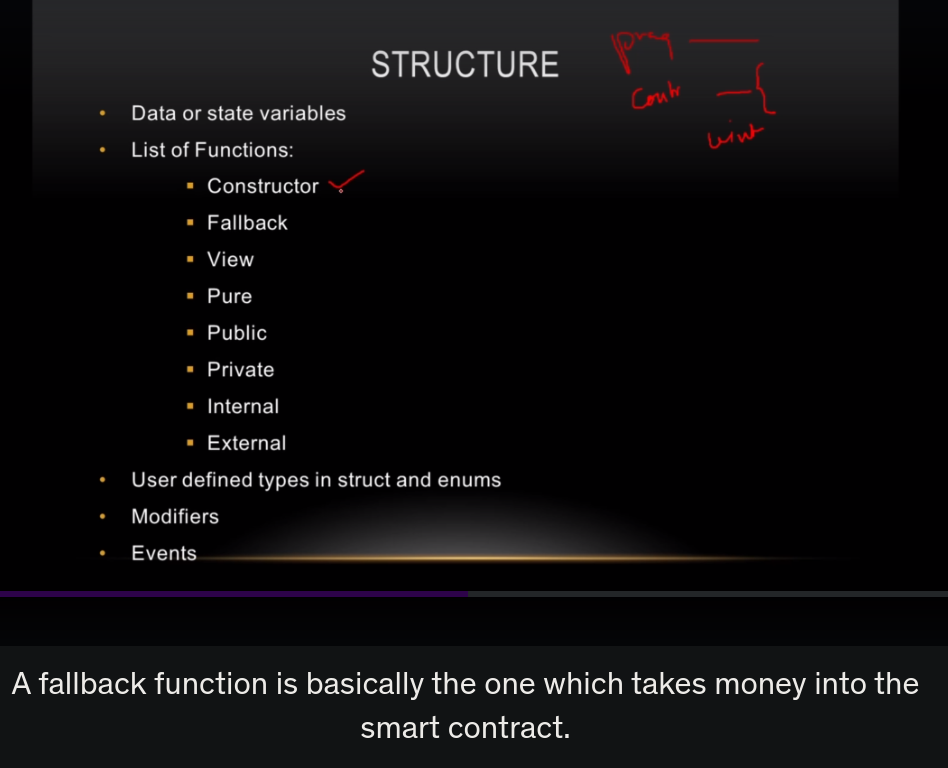 STRUCTURE
prag
Contr {
uint
• Data or state variables
• List of Functions:
▪ Constructor
▪ Fallback
▪ View
▪ Pure
▪ Public
▪ Private
▪ Internal
▪ External
• User defined types in struct and enums
• Modifiers
• Events
A fallback function is basically the one which takes money into the
smart contract.